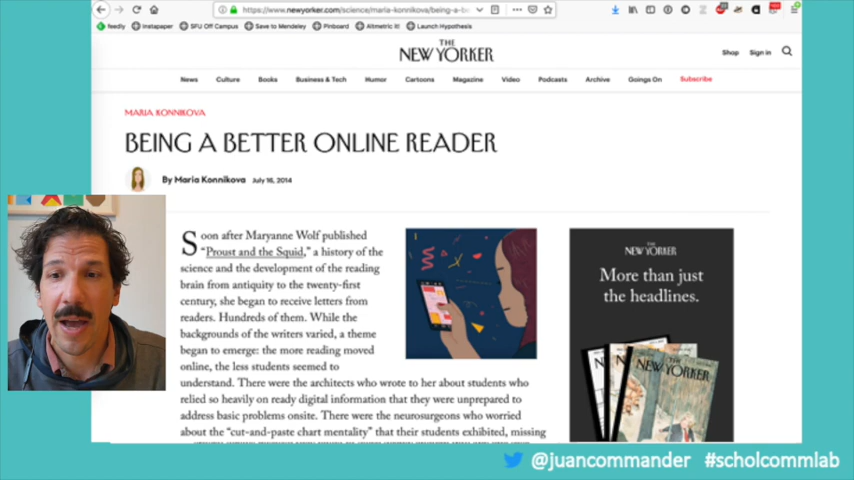 https://www.newyorker.com/science/maria-konnikova/being-a-b
feedly Instapaper SFU Off Campus Save to Mendeley Pinboard Altmetric it! Launch Hypothesis
THE
NEW YORKER
Shop Sign in
News Culture Books Business & Tech Humor Cartoons Magazine Video Podcasts Archive Goings On Subscribe
MARIA KONNIKOVA
BEING A BETTER ONLINE READER
By Maria Konnikova July 16, 2014
Soon after Maryanne Wolf published
“Proust and the Squid,” a history of the
science and the development of the reading
brain from antiquity to the twenty-first
century, she began to receive letters from
readers. Hundreds of them. While the
backgrounds of the writers varied, a theme
began to emerge: the more reading moved
online, the less students seemed to
understand. There were the architects who wrote to her about students who
relied so heavily on ready digital information that they were unprepared to
address basic problems onsite. There were the neurosurgeons who worried
about the “cut-and-paste chart mentality” that their students exhibited, missing
THE
NEW YORKER
More than just
the headlines.
NEW YORKER
@juancommander #scholcommlab